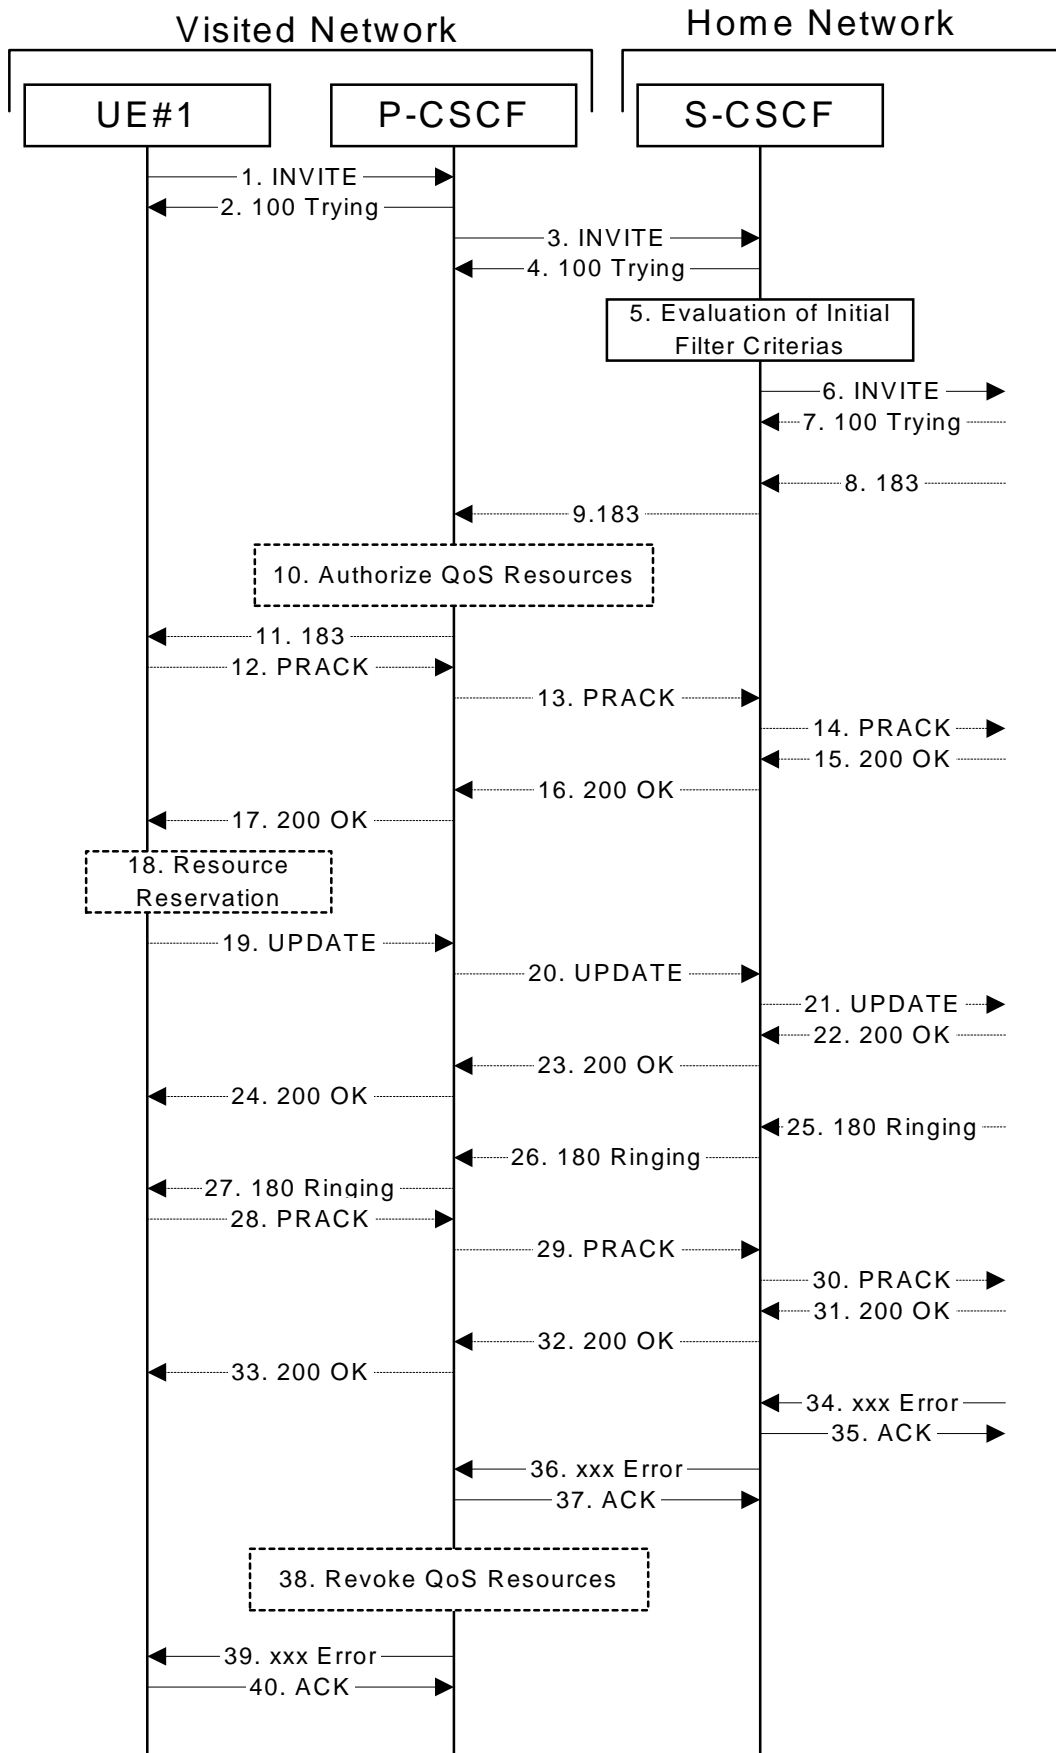 Visited Network
Home Network
UE#1
P-CSCF
S-CSCF
1. INVITE
2. 100 Trying
3. INVITE
4. 100 Trying
5. Evaluation of Initial
Filter Criterias
6. INVITE
7. 100 Trying
8. 183
9.183
10. Authorize QoS Resources
11. 183
12. PRACK
13. PRACK
14. PRACK
15. 200 OK
16. 200 OK
17. 200 OK
18. Resource
Reservation
19. UPDATE
20. UPDATE
21. UPDATE
22. 200 OK
23. 200 OK
24. 200 OK
25. 180 Ringing
26. 180 Ringing
27. 180 Ringing
28. PRACK
29. PRACK
30. PRACK
31. 200 OK
32. 200 OK
33. 200 OK
34. xxx Error
35. ACK
36. xxx Error
37. ACK
38. Revoke QoS Resources
39. xxx Error
40. ACK